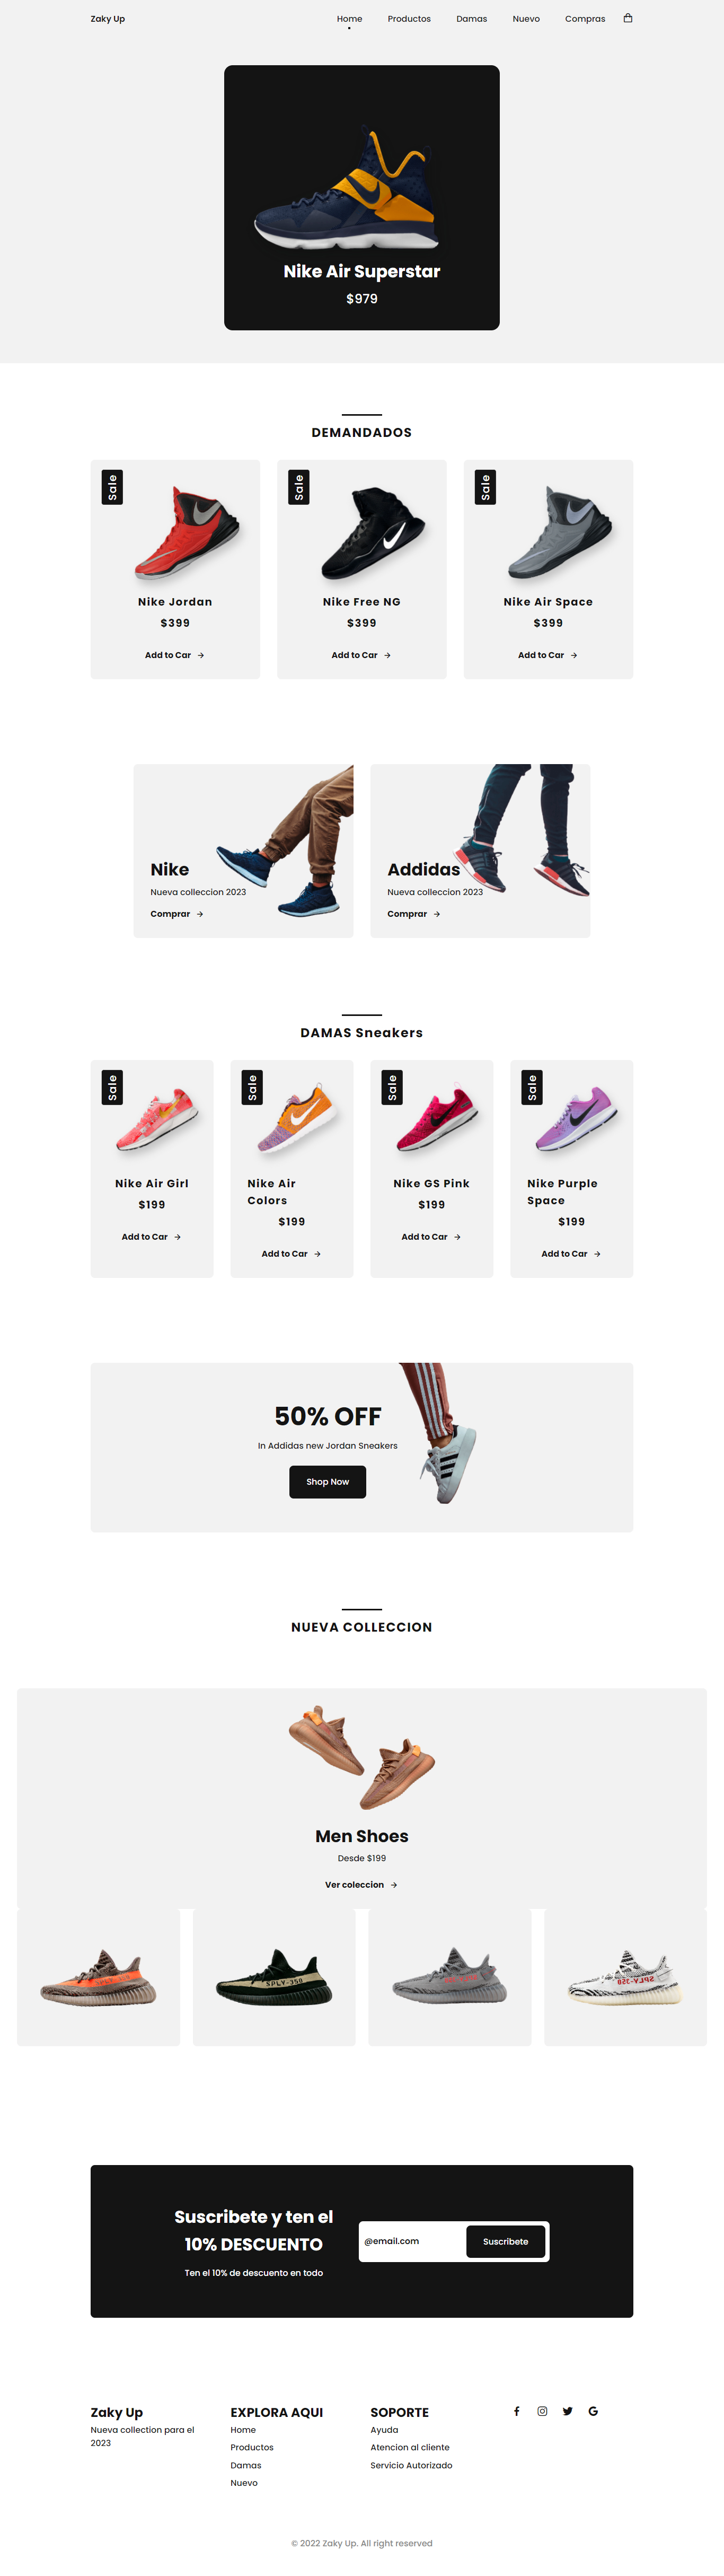 Zaky Up
Home Productos Damas Nuevo Compras
Nike Air Superstar
$979
DEMANDADOS
Sale Sale Sale
Nike Jordan Nike Free NG Nike Air Space
$399 $399 $399
Add to Car Add to Car Add to Car
Nike
Nueva colleccion 2023
Comprar
Addidas
Nueva colleccion 2023
Comprar
DAMAS Sneakers
Sale
Nike Air Girl
$199
Add to Car
Sale
Nike Air
Colors
$199
Add to Car
Sale
Nike GS Pink
$199
Add to Car
Sale
Nike Purple
Space
$199
Add to Car
50% OFF
In Addidas new Jordan Sneakers
Shop Now
NUEVA COLLECCION
Men Shoes
Desde $199
Ver coleccion
SPLY-350
SPLY-350
Suscribete y ten el
10% DESCUENTO
Ten el 10% de descuento en todo
@email.com
Suscribete
Zaky Up
Nueva collection para el
2023
EXPLORA AQUI
Home
Productos
Damas
Nuevo
SOPORTE
Ayuda
Atencion al cliente
Servicio Autorizado
© 2022 Zaky Up. All right reserved